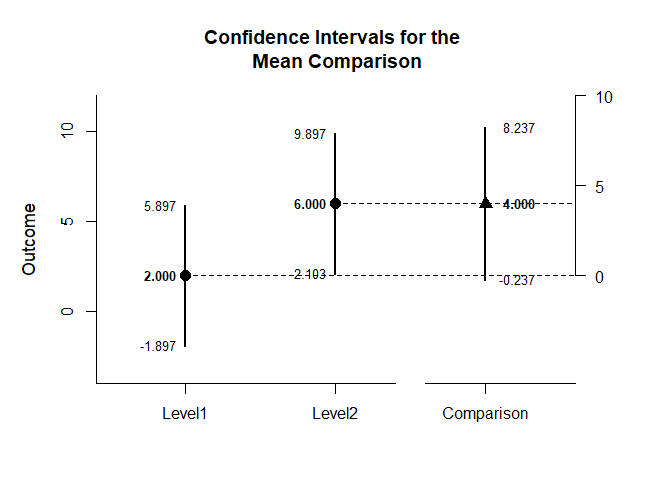 Confidence Intervals for the
Mean Comparison
Outcome
10
5
0
5.897
2.000
-1.897
9.897
6.000
2.103
8.237
4.000
-0.237
10
5
0
Level1
Level2
Comparison